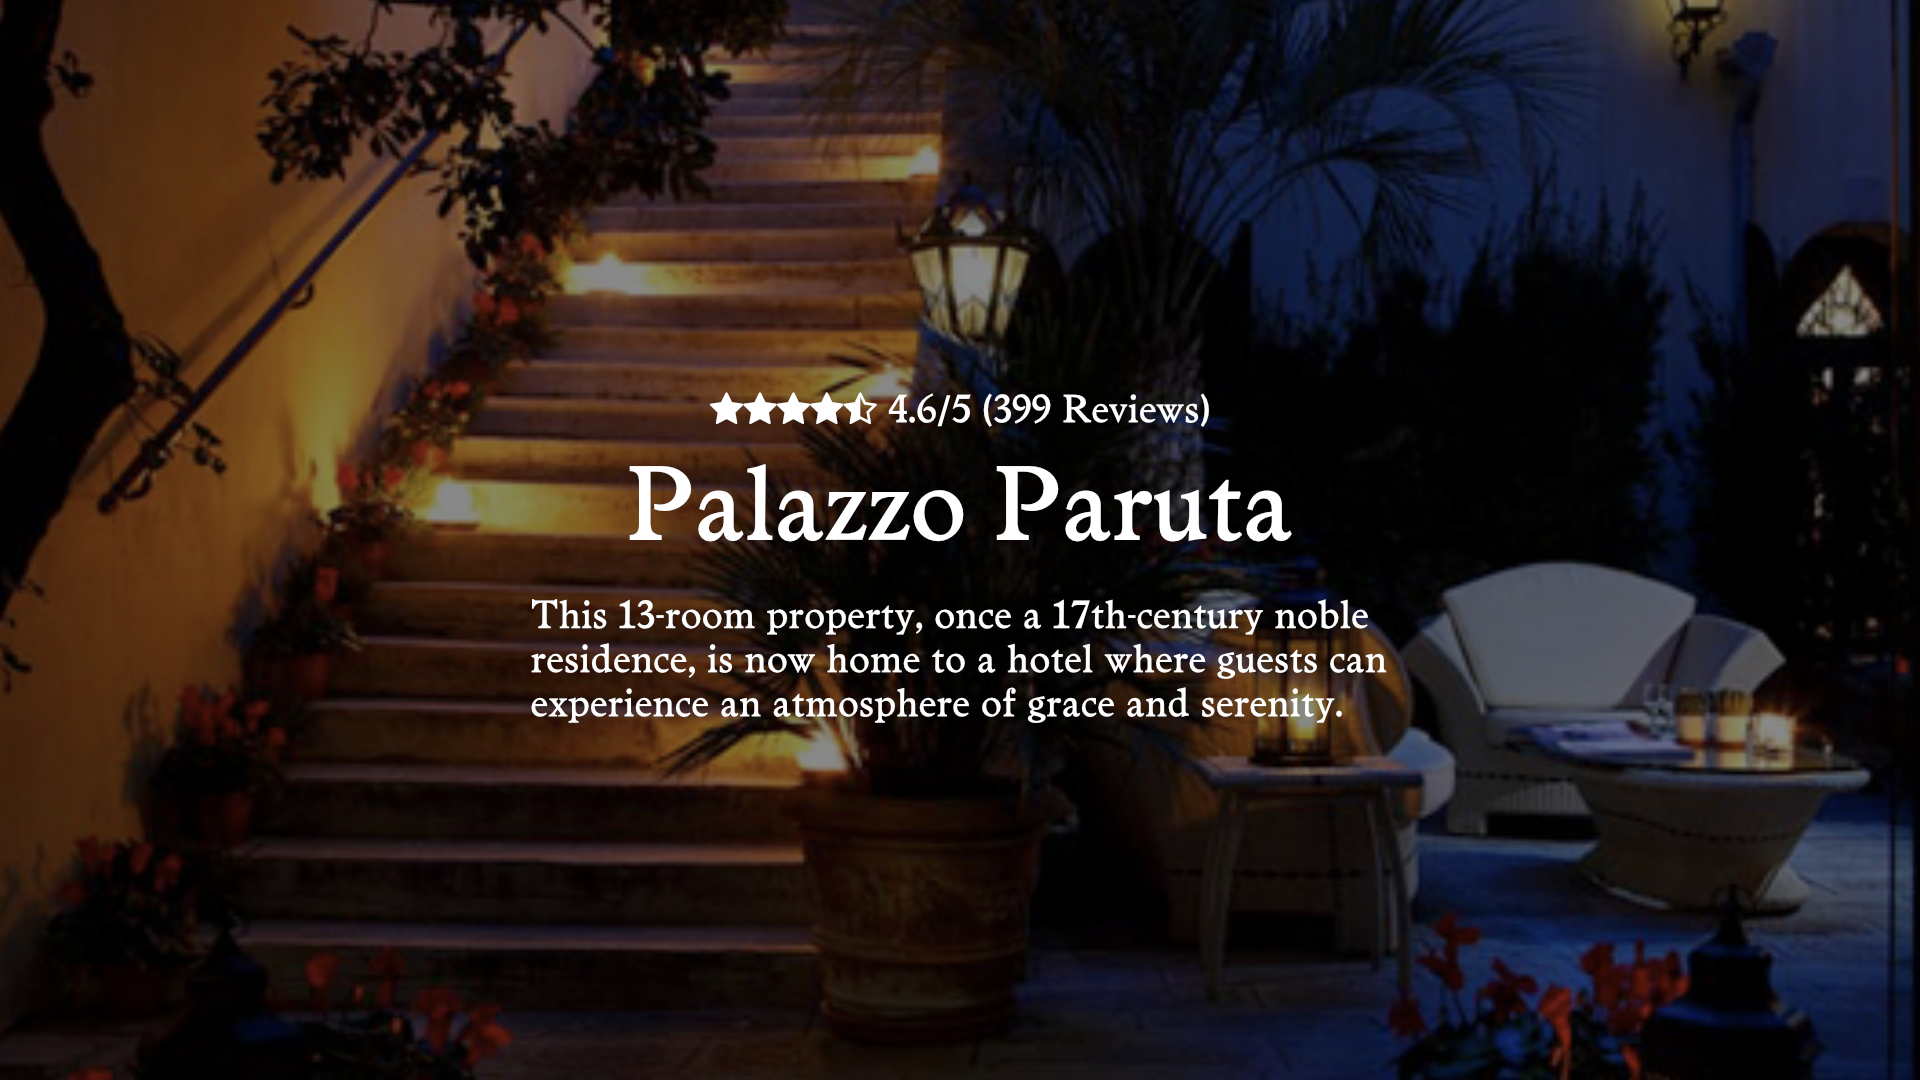 4.6/5 (399 Reviews)
Palazzo Paruta
This 13-room property, once a 17th-century noble
residence, is now home to a hotel where guests can
experience an atmosphere of grace and serenity.